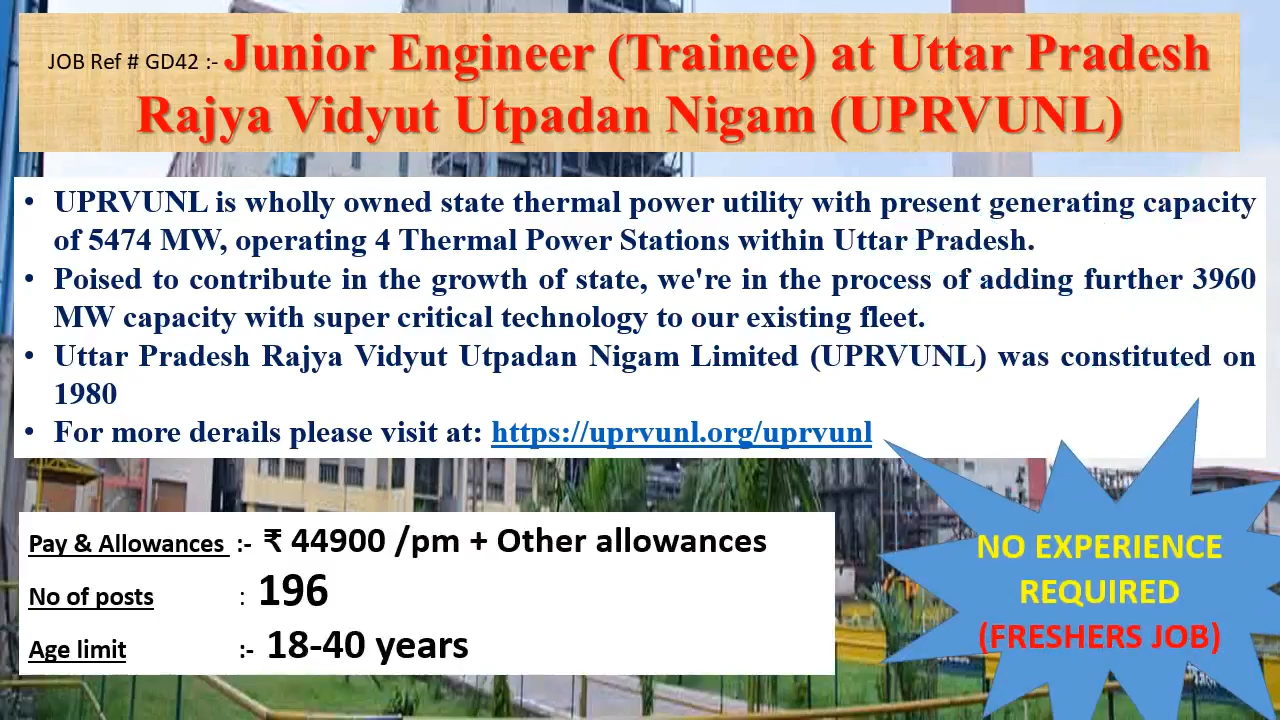 JOB Ref # GD42 :- Junior Engineer (Trainee) at Uttar Pradesh
Rajya Vidyut Utpadan Nigam (UPRVUNL)
• UPRVUNL is wholly owned state thermal power utility with present generating capacity
of 5474 MW, operating 4 Thermal Power Stations within Uttar Pradesh.
• Poised to contribute in the growth of state, we're in the process of adding further 3960
MW capacity with super critical technology to our existing fleet.
• Uttar Pradesh Rajya Vidyut Utpadan Nigam Limited (UPRVUNL) was constituted on
1980
• For more derails please visit at: https://uprvunl.org/uprvunl
Pay & Allowances :- ₹ 44900 /pm + Other allowances
No of posts : 196
Age limit :- 18-40 years
NO EXPERIENCE
REQUIRED
(FRESHERS JOB)